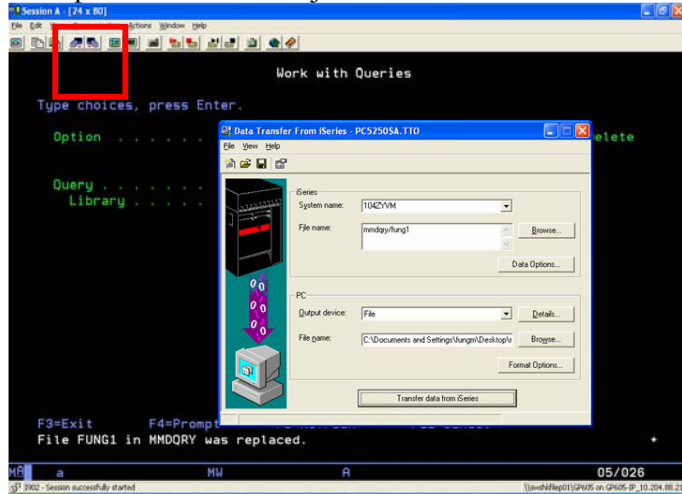 Session A - [24 x 80]
File Edit Actions Window Help
Work with Queries
Type choices, press Enter.
Option . . . . . .
elete
Query . . . . . .
Library . . . . .
Data Transfer From iSeries - PC5250SA.TTO
File View Help
iSeries
System name:
104ZYVM
File name:
mmdqry/fung1
Browse...
Data Options...
PC
Output device:
File
Details...
File name:
C:\Documents and Settings\fungm\Desktop\
Browse...
Format Options...
Transfer data from iSeries
F3=Exit F4=Prompt
File FUNG1 in MMDQRY was replaced. +
MA a MW A 05/026
I902 - Session successfully started